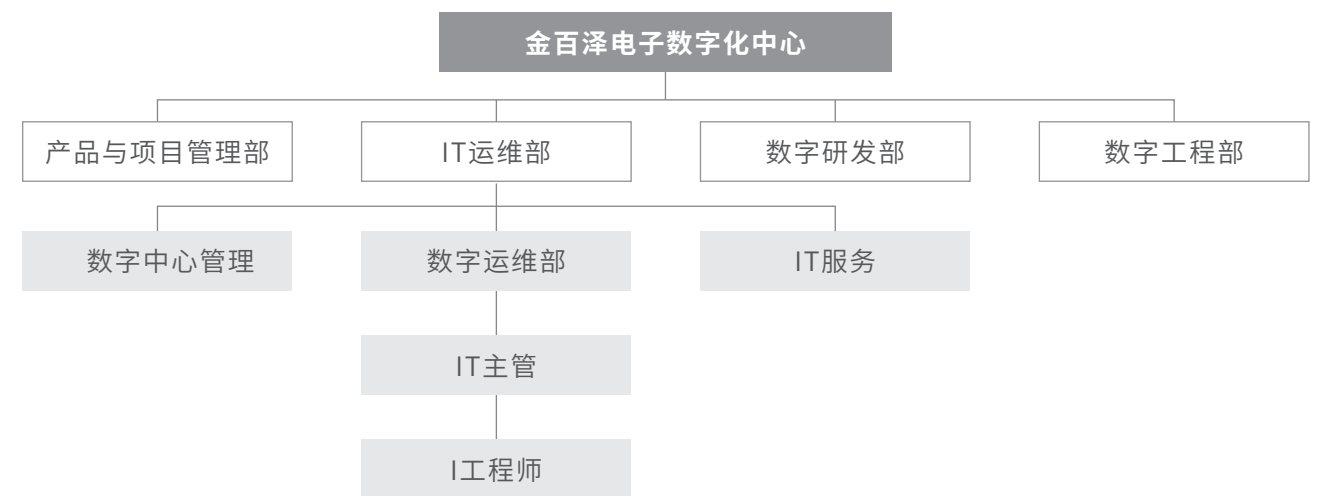 金百泽电子数字化中心
产品与项目管理部
IT运维部
数字研发部
数字工程部
数字中心管理
数字运维部
IT服务
IT主管
I工程师